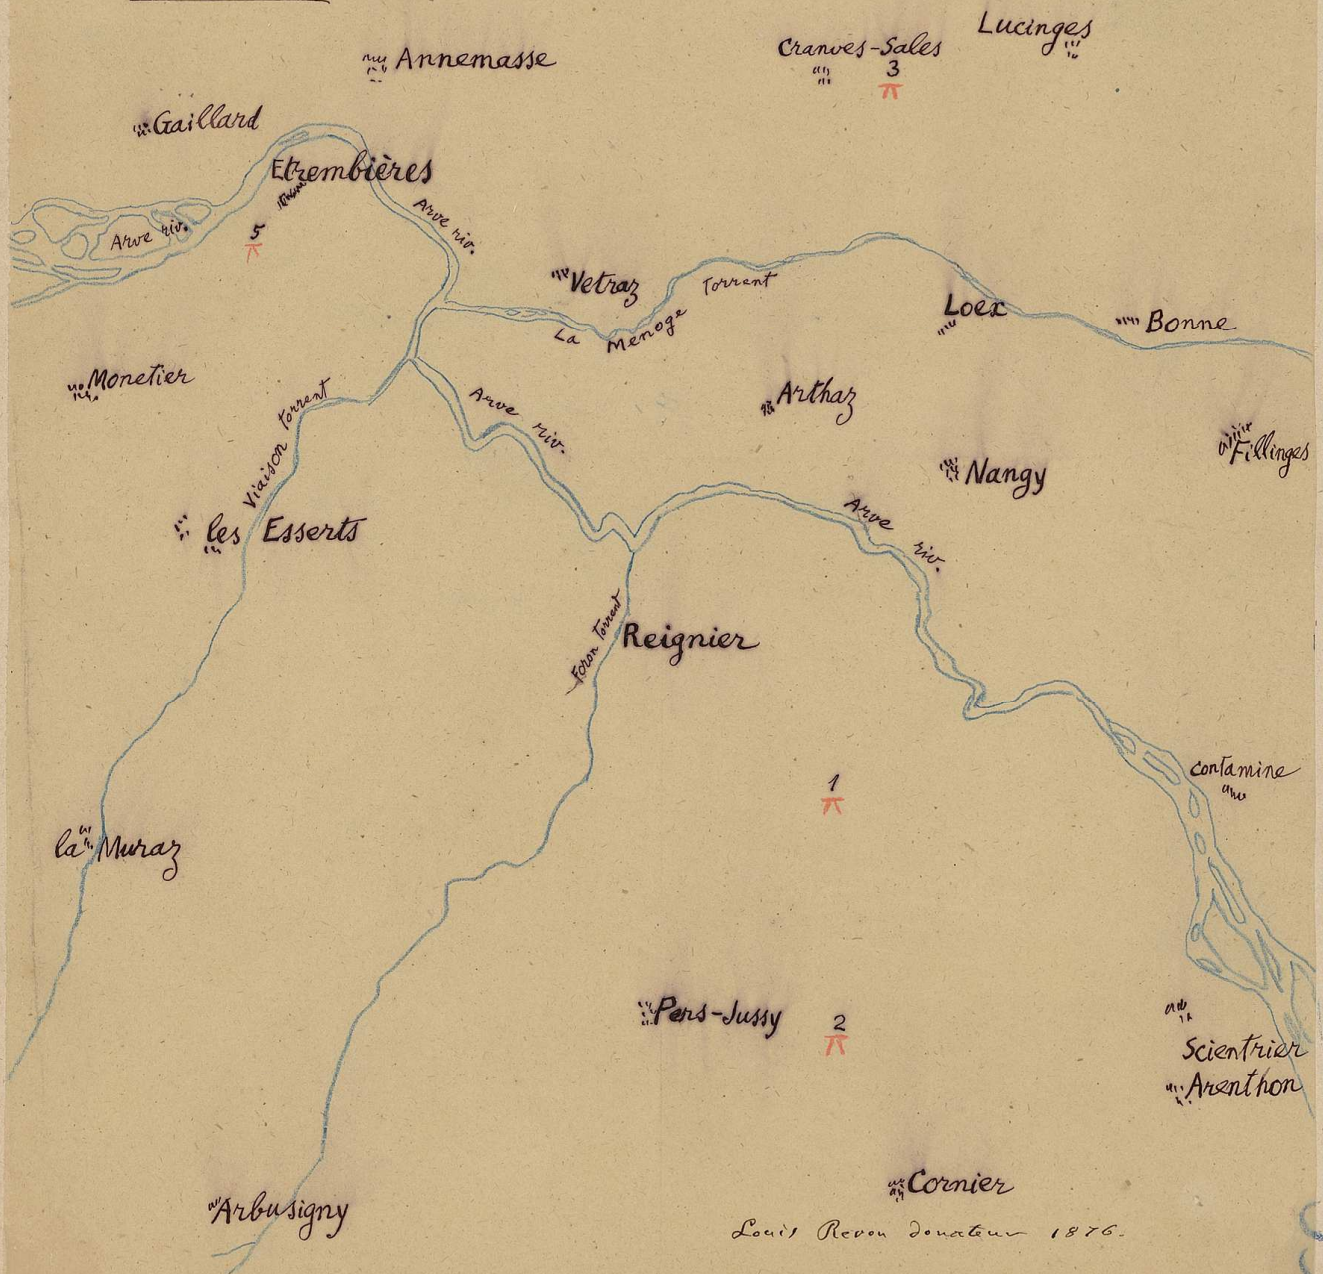 Lucinges
Cranves-Sales
3
Annemasse
Gaillard
Etrembières
Arve riv.
5
Arve riv.
Vetraz
Torrent
La Menoge
Loex
Bonne
Monetier
Arthaz
Viaison Torrent
Arve riv.
Fillinges
Nangy
les Esserts
Arve riv.
Foron Torrent
Reignier
1
Contamine
la Muraz
Pers-Jussy
2
Scientrier
Arenthon
Cornier
Arbusigny
Louis Revon donateur 1876.